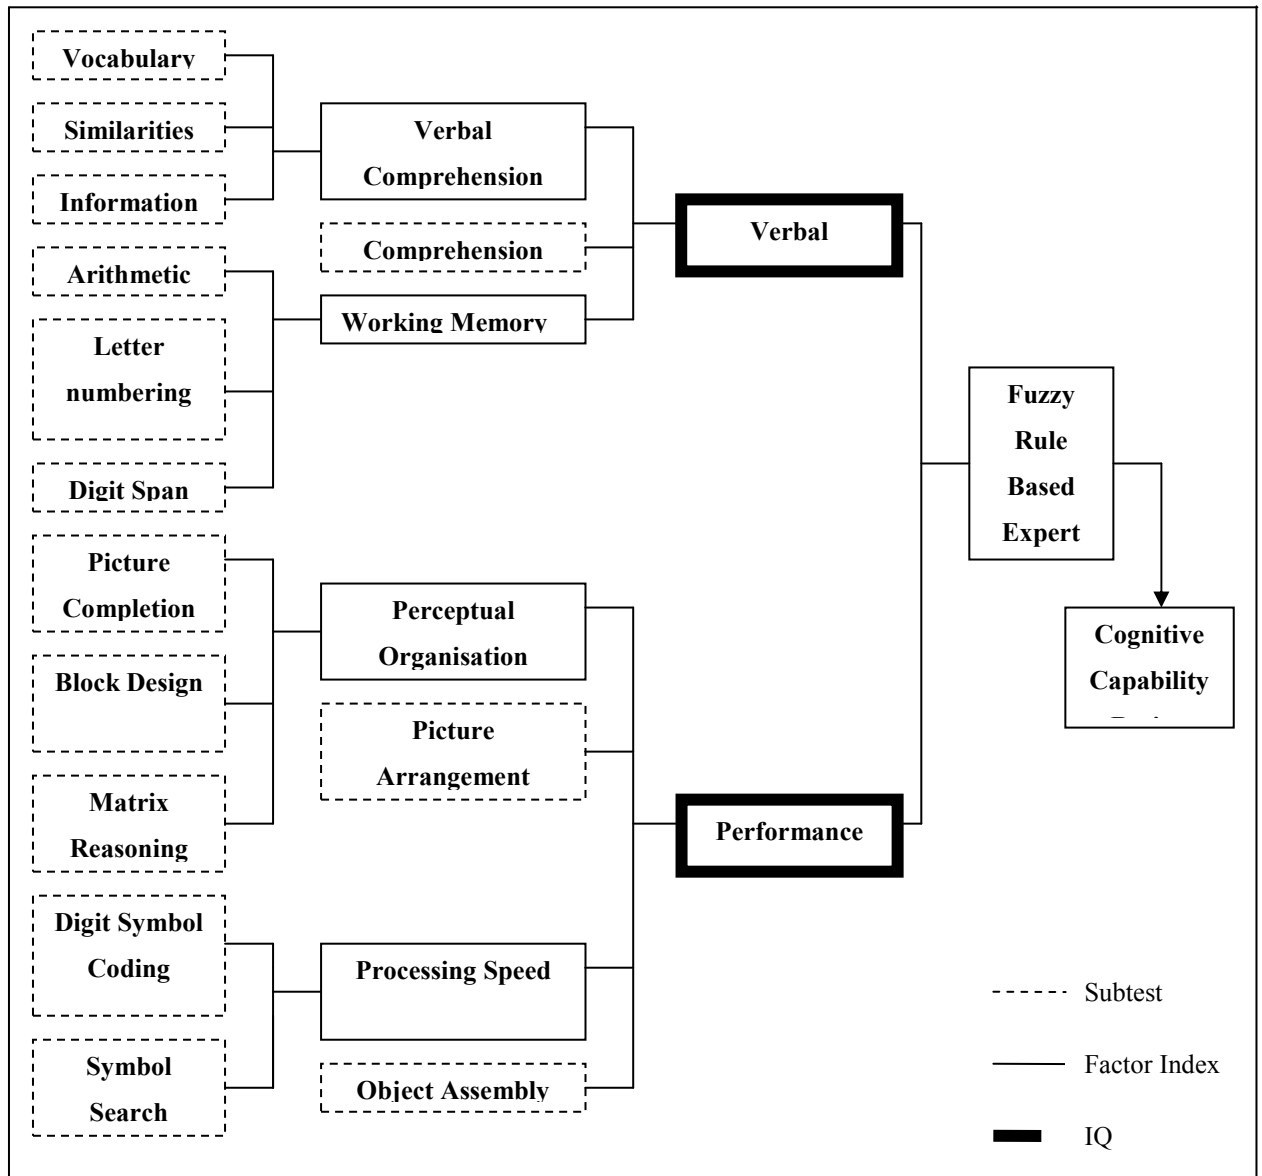 Vocabulary
Similarities
Information
Arithmetic
Letter
numbering
Digit Span
Picture
Completion
Block Design
Matrix
Reasoning
Digit Symbol
Coding
Symbol
Search
Verbal
Comprehension
Comprehension
Working Memory
Perceptual
Organisation
Picture
Arrangement
Processing Speed
Object Assembly
Verbal
Performance
Fuzzy
Rule
Based
Expert
Cognitive
Capability
Subtest
Factor Index
IQ